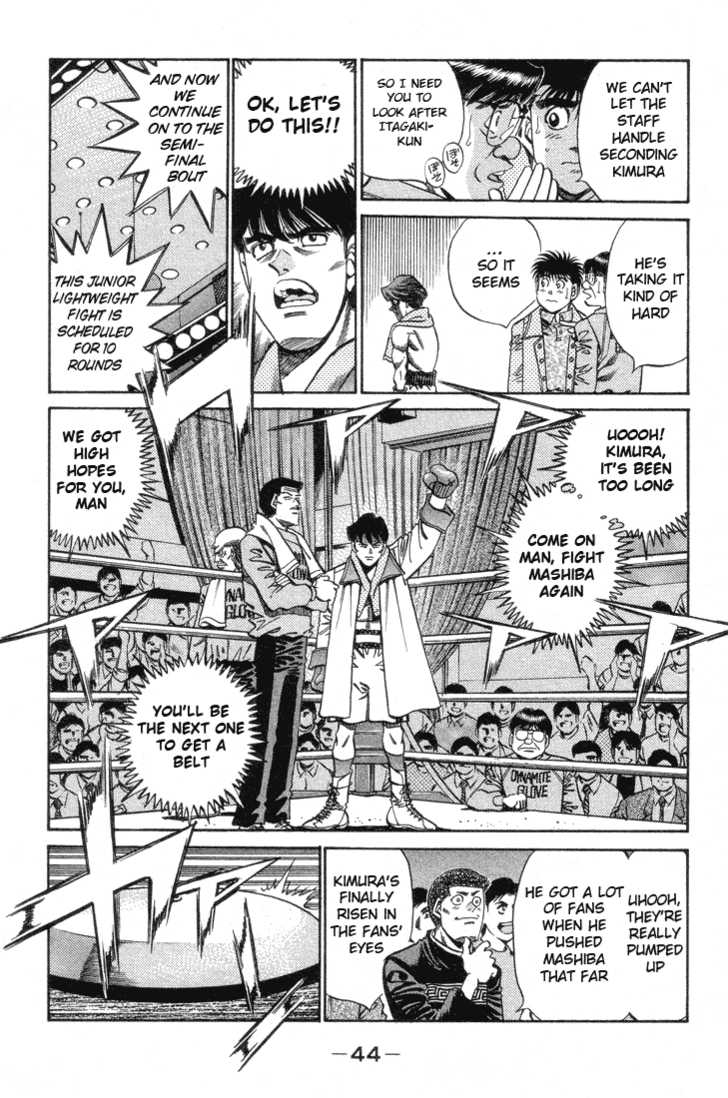 WE CAN'T
LET THE
STAFF
HANDLE
SECONDING
KIMURA
SO I NEED
YOU TO
LOOK AFTER
ITAGAKI-
KUN
ぼそ
ぼそ
HE'S
TAKING IT
KIND OF
HARD
...
SO IT
SEEMS
OK, LET'S
DO THIS!!
AND NOW
WE
CONTINUE
ON TO THE
SEMI-
FINAL
BOUT
THIS JUNIOR
LIGHTWEIGHT
FIGHT IS
SCHEDULED
FOR 10
ROUNDS
UOOOH!
KIMURA,
IT'S BEEN
TOO LONG
COME ON
MAN, FIGHT
MASHIBA
AGAIN
WE GOT
HIGH
HOPES
FOR YOU,
MAN
YOU'LL BE
THE NEXT ONE
TO GET A
BELT
DYNAMITE
GLOVE
UHOOH,
THEY'RE
REALLY
PUMPED
UP
HE GOT A LOT
OF FANS
WHEN HE
PUSHED
MASHIBA
THAT FAR
KIMURA'S
FINALLY
RISEN IN
THE FANS'
EYES
—44—